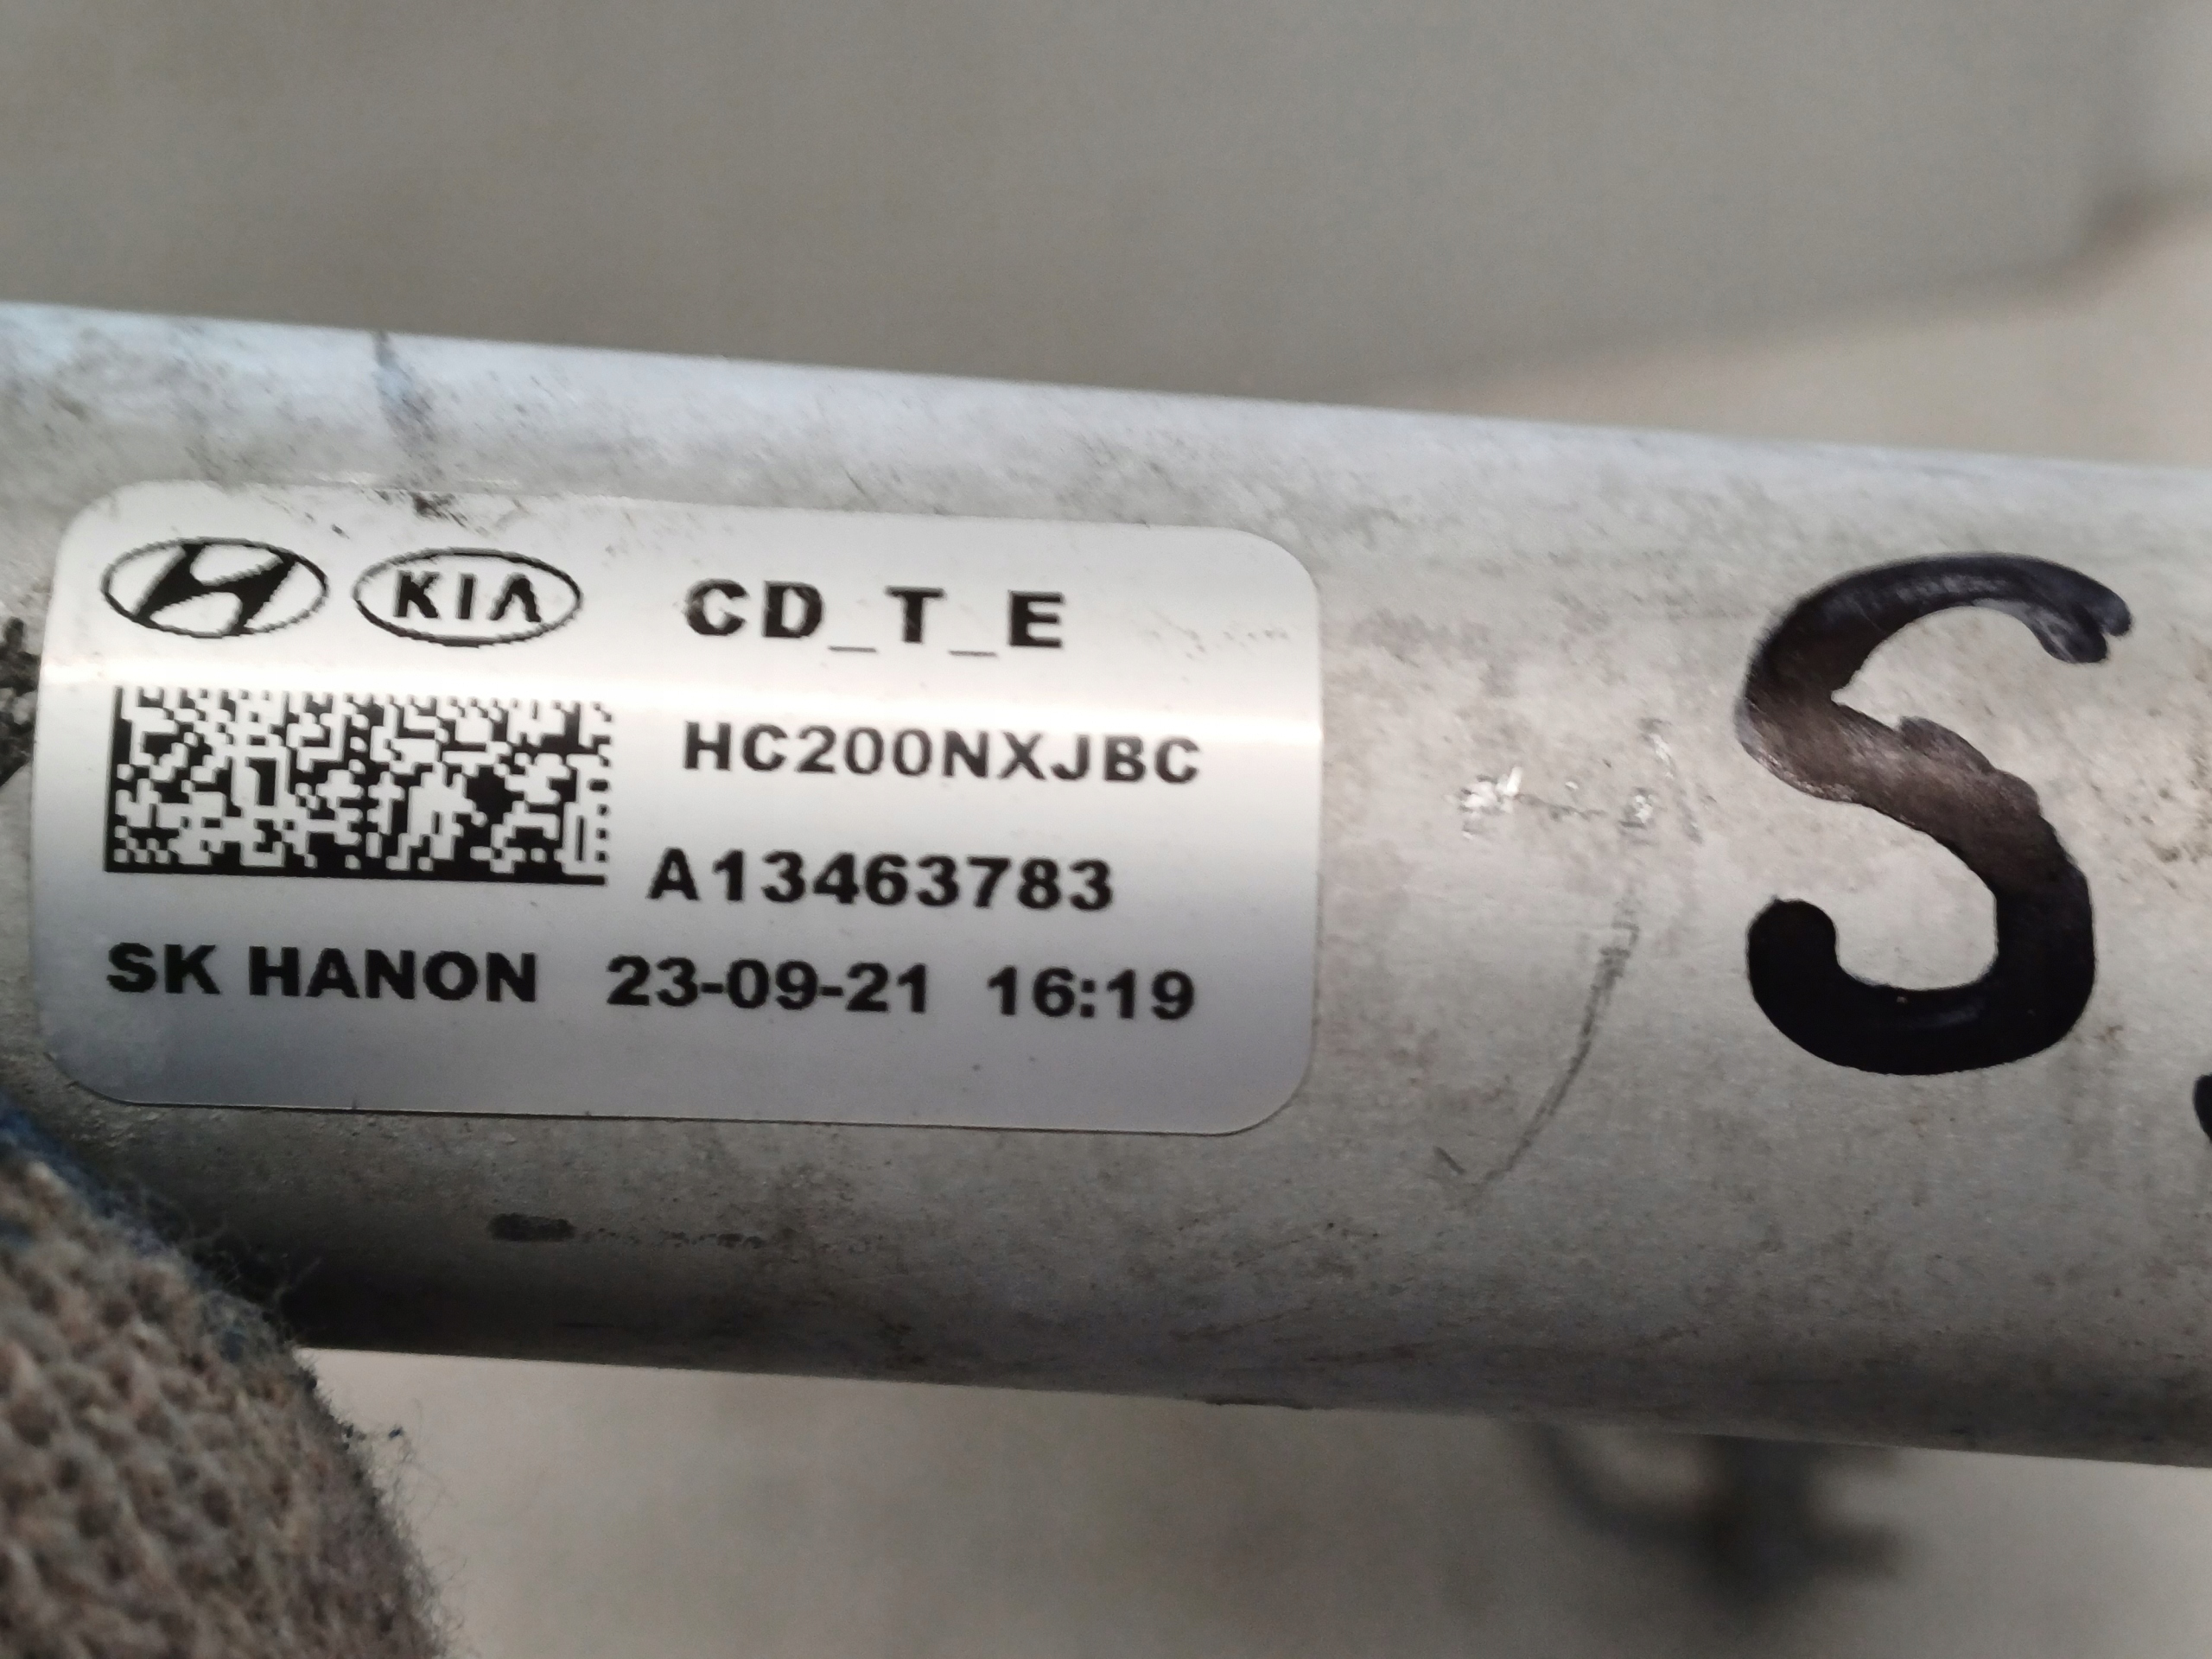 KIA CD_T_E
HC200NXJBC
A13463783
SK HANON 23-09-21 16:19
S